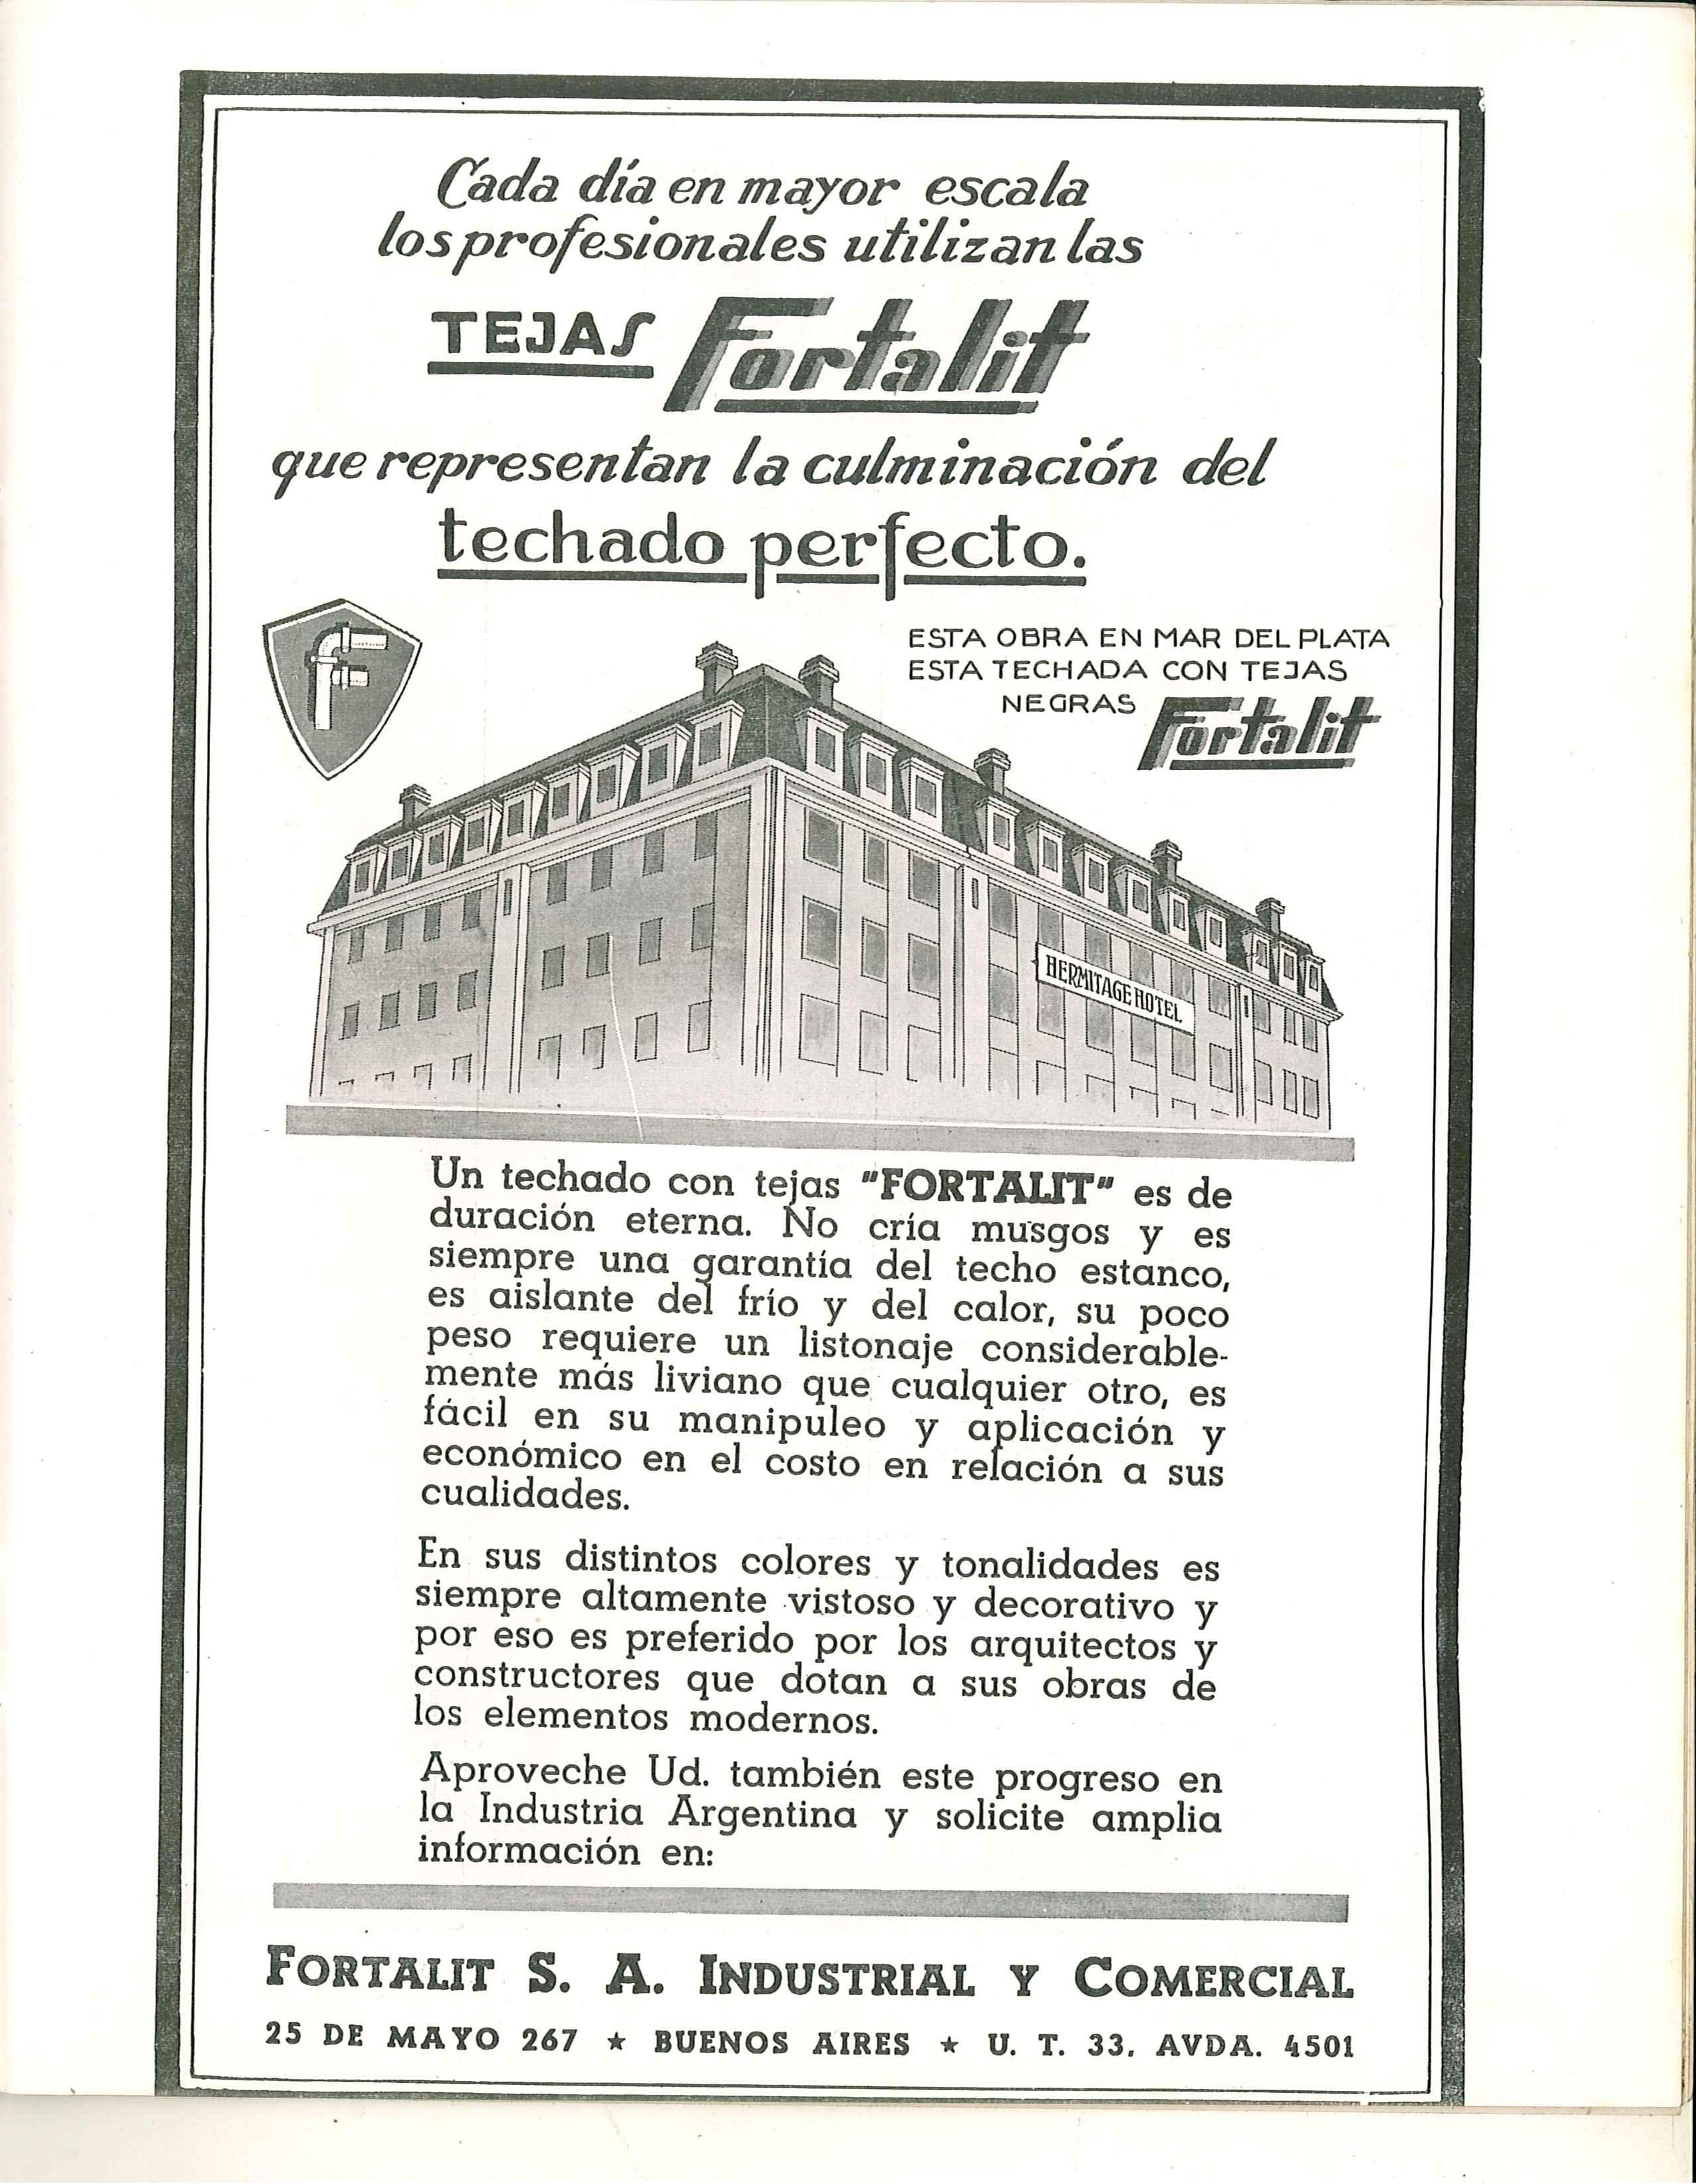 Cada día en mayor escala
los profesionales utilizan las
TEJAS Fortalit
que representan la culminación del
techado perfecto.
F
ESTA OBRA EN MAR DEL PLATA
ESTA TECHADA CON TEJAS
NEGRAS Fortalit
HERMITAGE HOTEL
Un techado con tejas "FORTALIT" es de
duración eterna. No cría musgos y es
siempre una garantía del techo estanco,
es aislante del frío y del calor, su poco
peso requiere un listonaje considerable-
mente más liviano que cualquier otro, es
fácil en su manipuleo y aplicación y
económico en el costo en relación a sus
cualidades.
En sus distintos colores y tonalidades es
siempre altamente vistoso y decorativo y
por eso es preferido por los arquitectos y
constructores que dotan a sus obras de
los elementos modernos.
Aproveche Ud. también este progreso en
la Industria Argentina y solicite amplia
información en:
FORTALIT S. A. INDUSTRIAL Y COMERCIAL
25 DE MAYO 267 ★ BUENOS AIRES ★ U. T. 33, AVDA. 4501